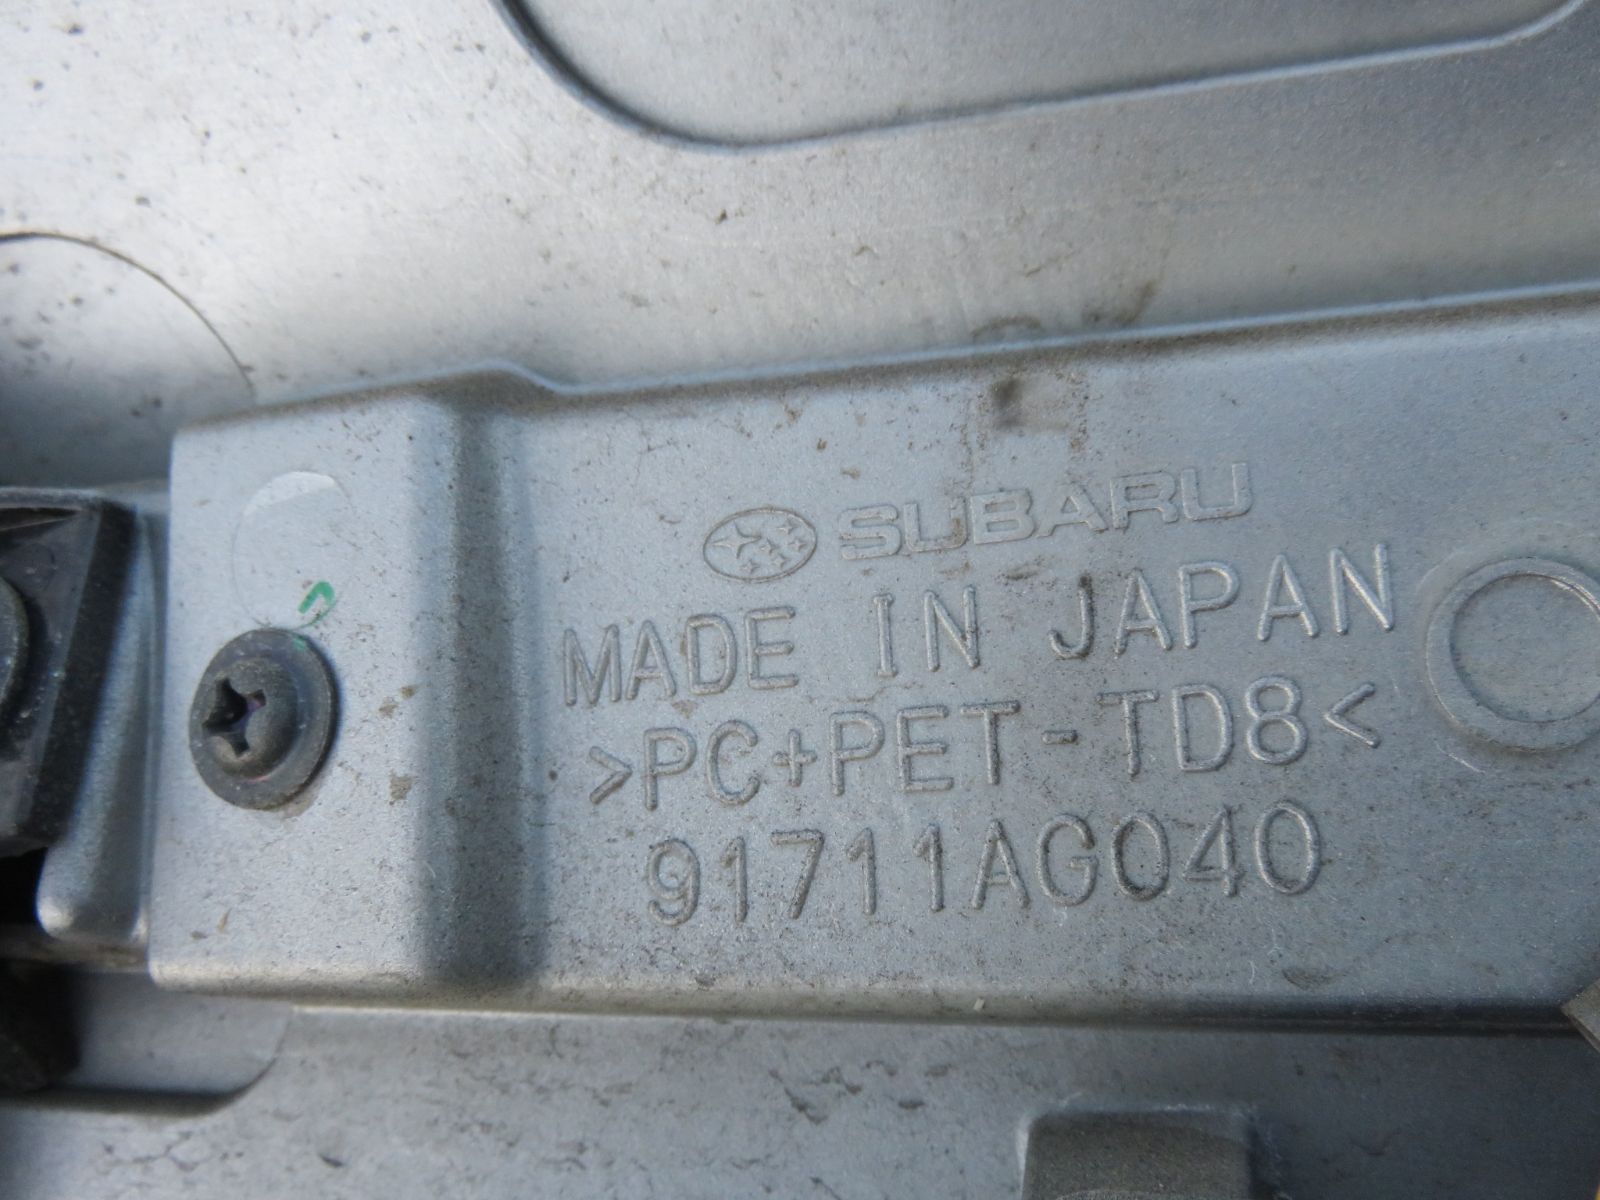 SUBARU
MADE IN JAPAN
>PC+PET-TD8<
91711AG040